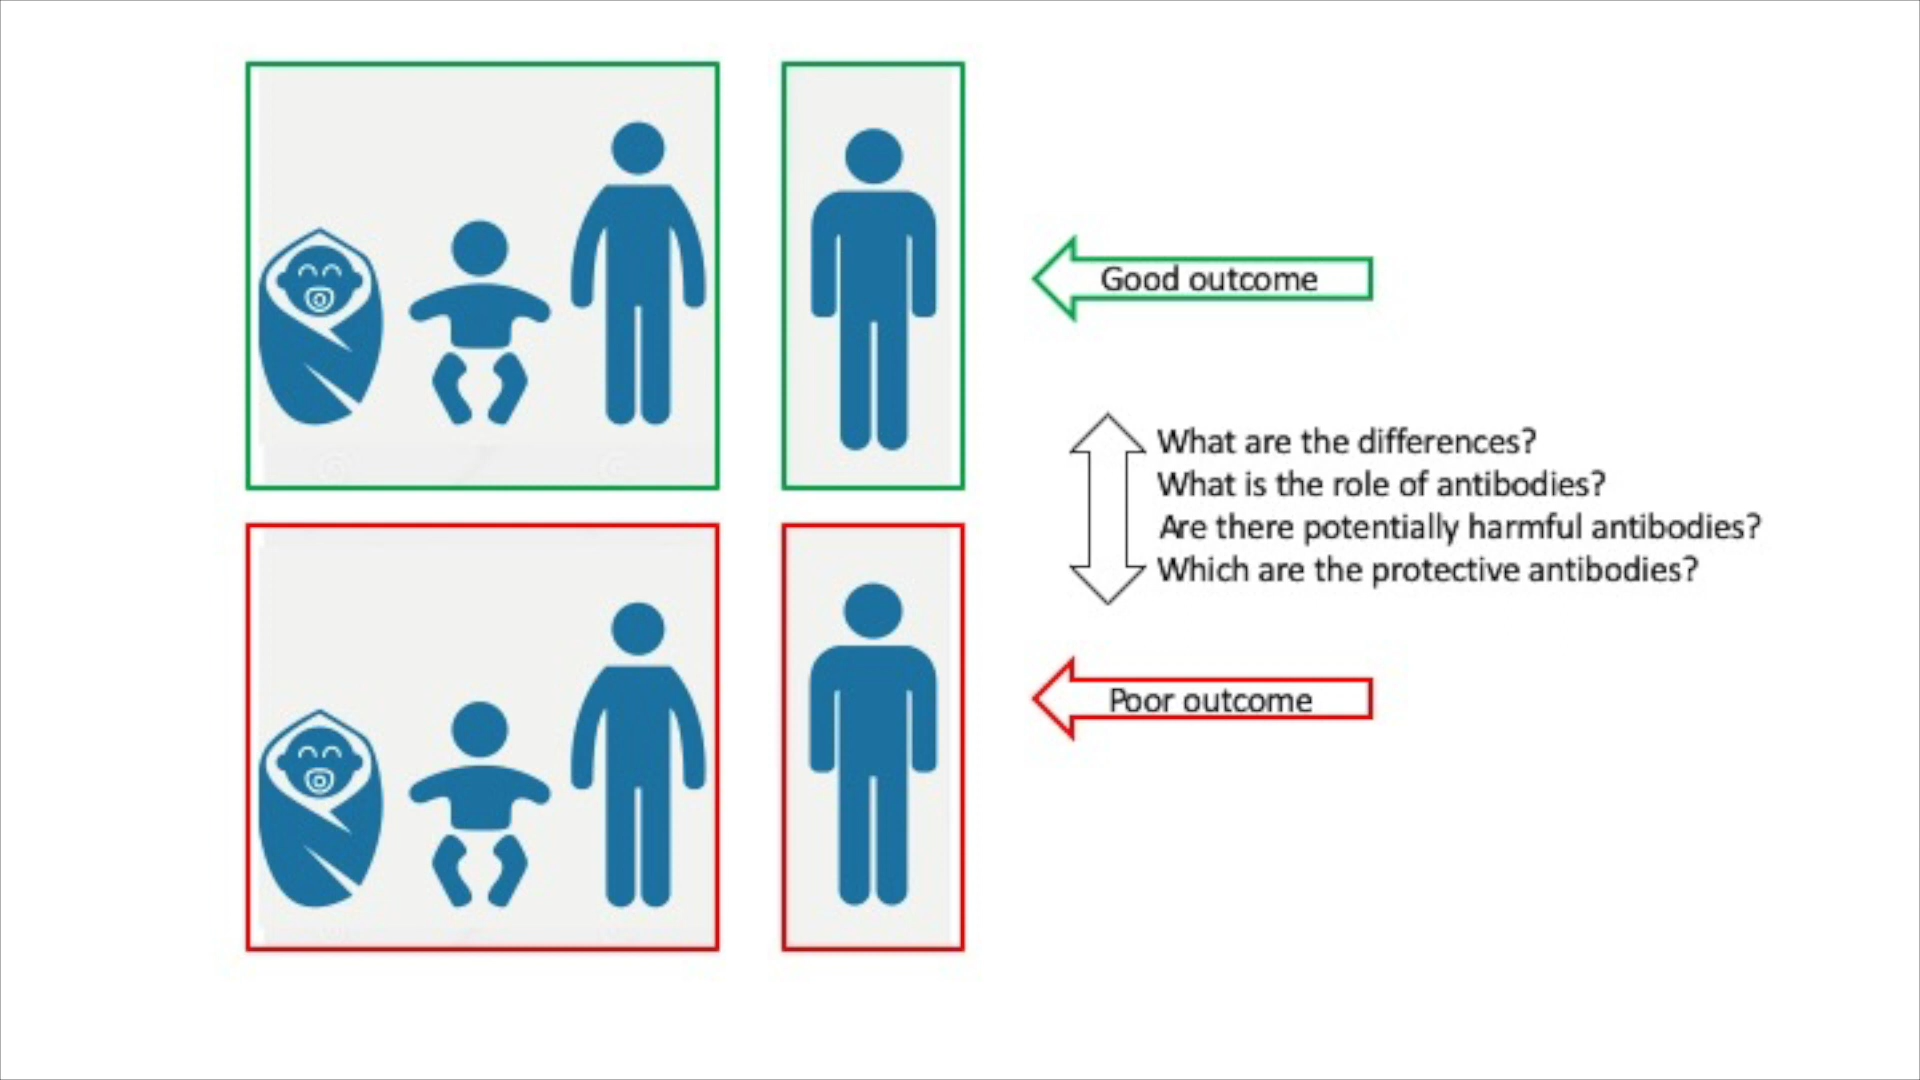 Good outcome
What are the differences?
What is the role of antibodies?
Are there potentially harmful antibodies?
Which are the protective antibodies?
Poor outcome